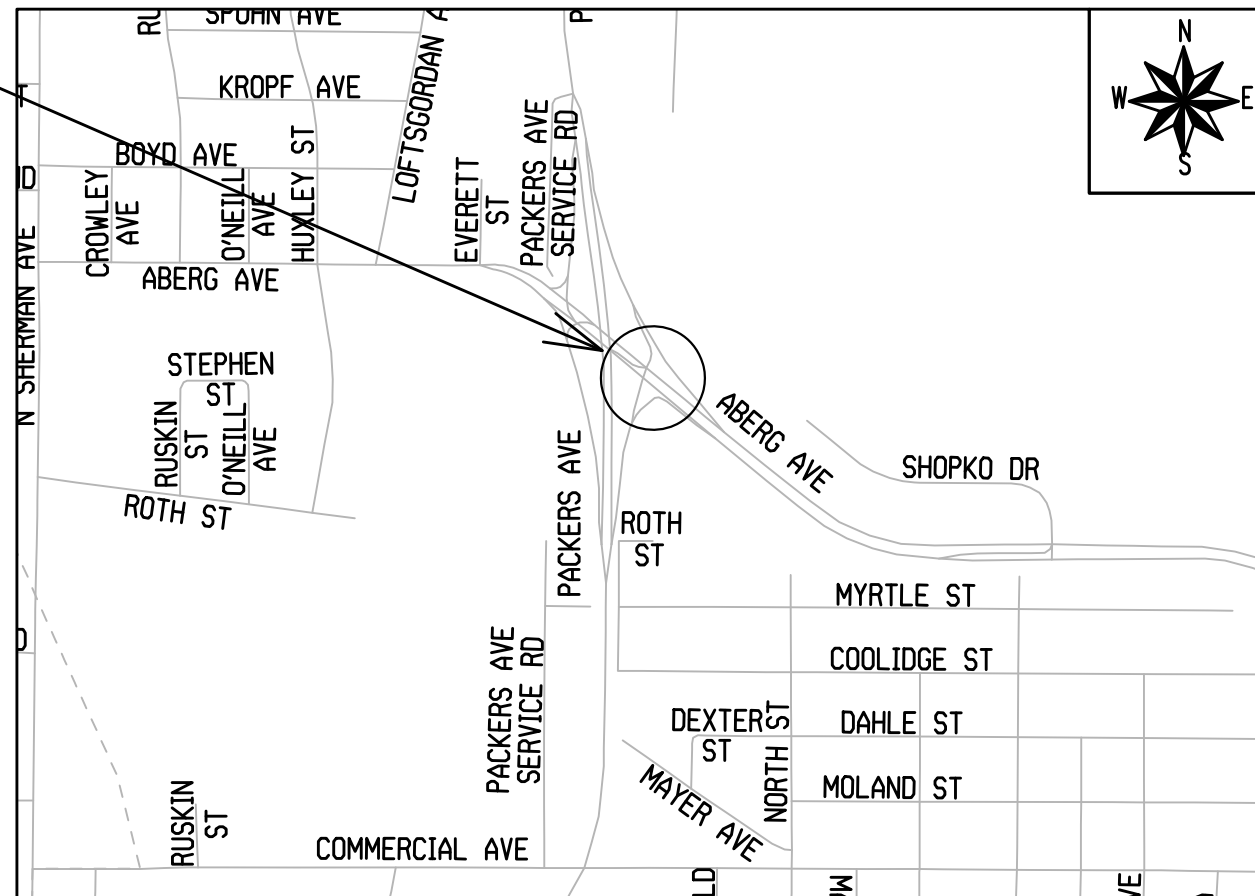 SPOHN AVE
N
KROPF AVE
W
E
LOFTSGORDAN
BOYD AVE
S
CROWLEY
AVE
O'NEILL
AVE
HUXLEY ST
EVERETT
ST
PACKERS AVE
SERVICE RD
ABERG AVE
N SHERMAN AVE
STEPHEN
ST
RUSKIN
ST
O'NEILL
AVE
ROTH ST
PACKERS AVE
ABERG AVE
SHOPKO DR
ROTH
ST
MYRTLE ST
COOLIDGE ST
PACKERS AVE
SERVICE RD
DEXTER
ST
NORTH ST
DAHLE ST
MOLAND ST
MAYER AVE
RUSKIN
ST
COMMERCIAL AVE